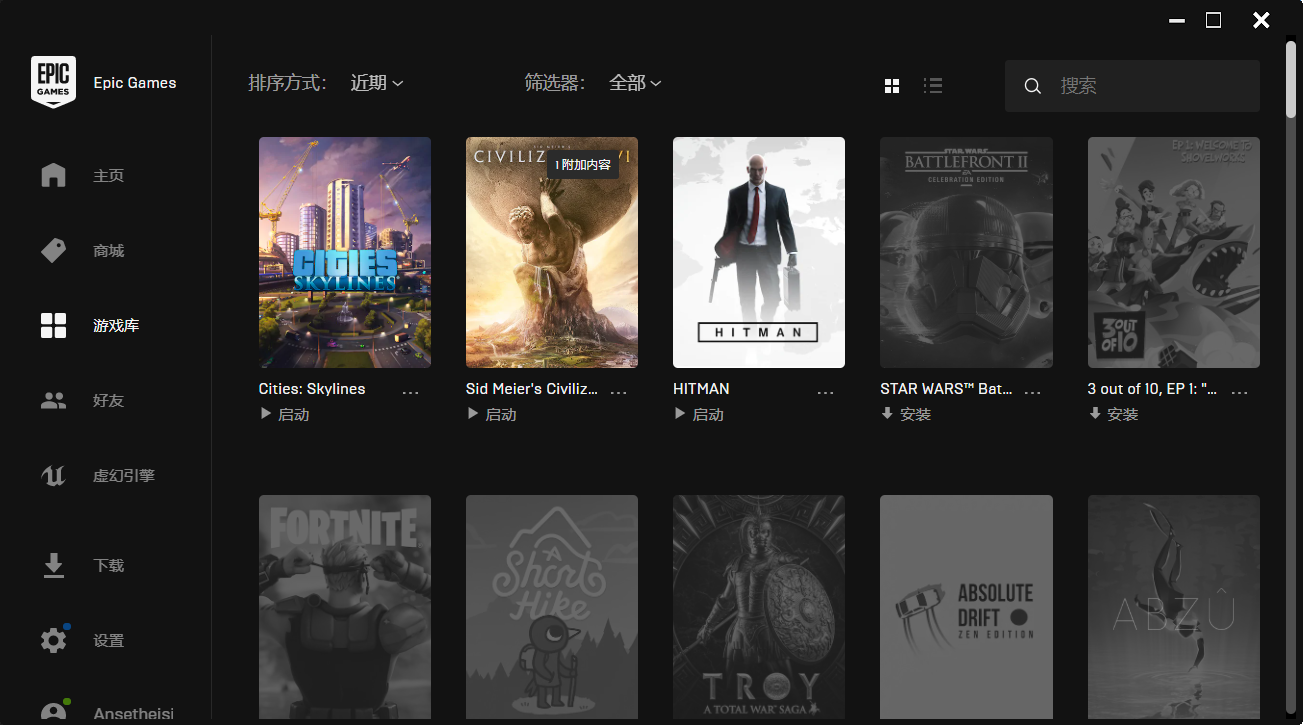 EPIC
GAMES
Epic Games
主页
商城
游戏库
好友
虚幻引擎
下载
设置
Ansetheisi
排序方式： 近期
筛选器： 全部
搜索
CITIES
SKYLINES
CIVILIZ VI
1 附加内容
HITMAN
STAR WARS
BATTLEFRONT II
CELEBRATION EDITION
EP 1: WELCOME TO
SHOVELWORKS
3 OUT
OF 10
Cities: Skylines ...
启动
Sid Meier's Civiliz... ...
启动
HITMAN ...
启动
STAR WARS™ Bat... ...
安装
3 out of 10, EP 1: "... ...
安装
FORTNITE
A
Short
Hike
TROY
A TOTAL WAR SAGA
ABSOLUTE
DRIFT
ZEN EDITION
ABZÛ